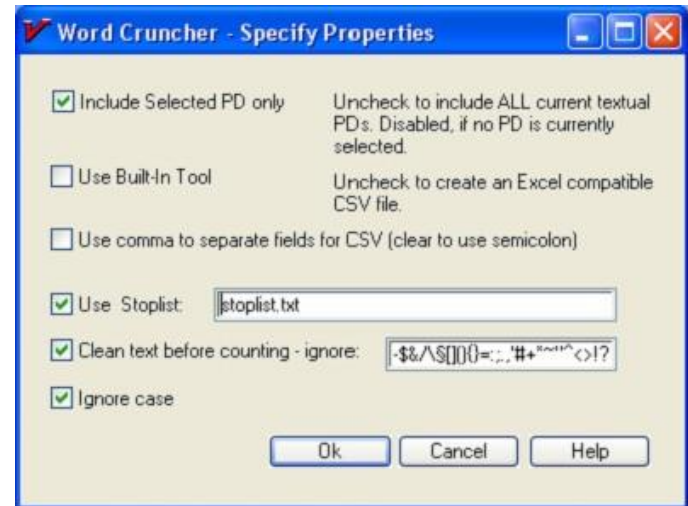 Word Cruncher - Specify Properties
Include Selected PD only
Uncheck to include ALL current textual
PDs. Disabled, if no PD is currently
selected.
Use Built-In Tool
Uncheck to create an Excel compatible
CSV file.
Use comma to separate fields for CSV (clear to use semicolon)
Use Stoplist: stoplist.txt
Clean text before counting - ignore: -$&/\§[](){}=:;.,'#+"~''^<>!?
Ignore case
Ok Cancel Help